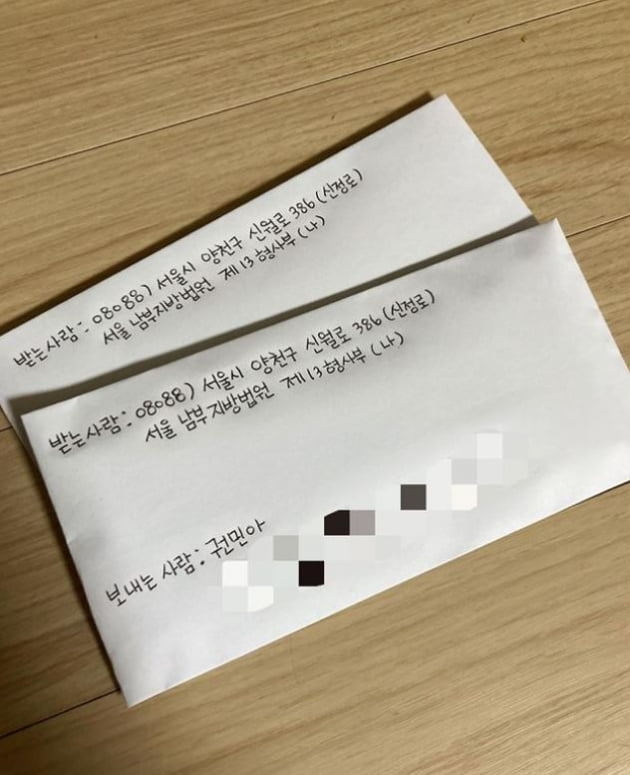 받는사람: 08088) 서울시 양천구 신월로 386 (신정로)
서울 남부지방법원 제13형사부 (나)
받는사람: 08088) 서울시 양천구 신월로 386 (신정로)
서울 남부지방법원 제13형사부 (나)
보내는 사람: 권민아